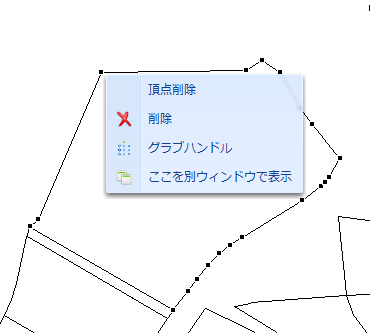 頂点削除
削除
グラブハンドル
ここを別ウィンドウで表示